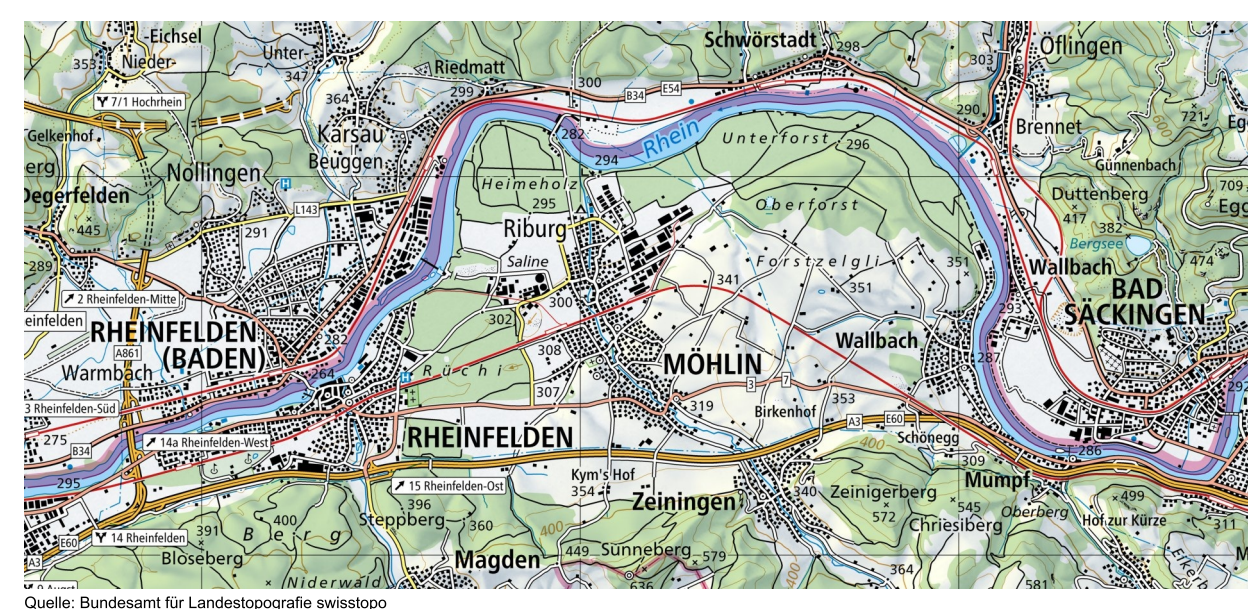 -Eichsel
353
Nieder-
Unter-
347
Riedmatt
Schwörstadt
298
Öflingen
303
7/1 Hochrhein
364
299
300
B34
E54
290
721
Gelkenhof
Karsau
282
Rhein
Unterforst
296
Brennet
600
Beuggen
294
Günnenbach
Nollingen
Degerfelden
Heimeholz
295
Oberforst
Duttenberg
417
709
L143
445
291
Riburg
382
Bergsee
474
289
Saline
Forstzelgli
351
Wallbach
341
351
2 Rheinfelden-Mitte
300
293
BAD
SÄCKINGEN
302
RHEINFELDEN
(BADEN)
282
Wallbach
A861
308
MÖHLIN
287
Warmbach
264
Rüchi
3
7
307
353
3 Rheinfelden-Süd
319
Birkenhof
A3
E60
275
14a Rheinfelden-West
RHEINFELDEN
400
Schönegg
B34
286
309
295
15 Rheinfelden-Ost
Kym's Hof
354
Zeiningen
340
Zeinigerberg
572
Mumpf
545
Oberberg
499
396
Steppberg
360
400
Chriesiberg
Hof zur Kürze
311
391
400
Berg
14 Rheinfelden
E60
Bloseberg
A3
Magden
449
Sunneberg
579
400
364
Niderwald
636
581
Quelle: Bundesamt für Landestopografie swisstopo